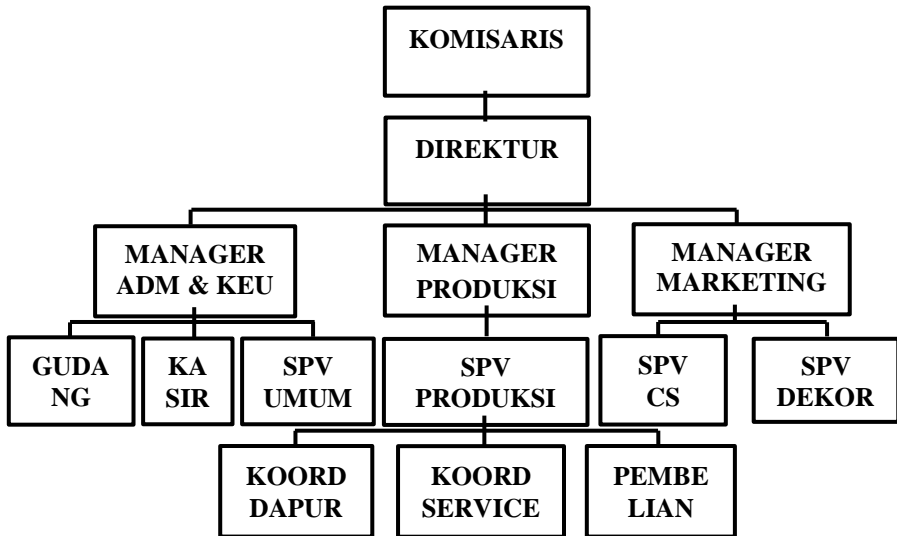 KOMISARIS
DIREKTUR
MANAGER
ADM & KEU
MANAGER
PRODUKSI
MANAGER
MARKETING
GUDA
NG
KA
SIR
SPV
UMUM
SPV
PRODUKSI
SPV
CS
SPV
DEKOR
KOORD
DAPUR
KOORD
SERVICE
PEMBE
LIAN